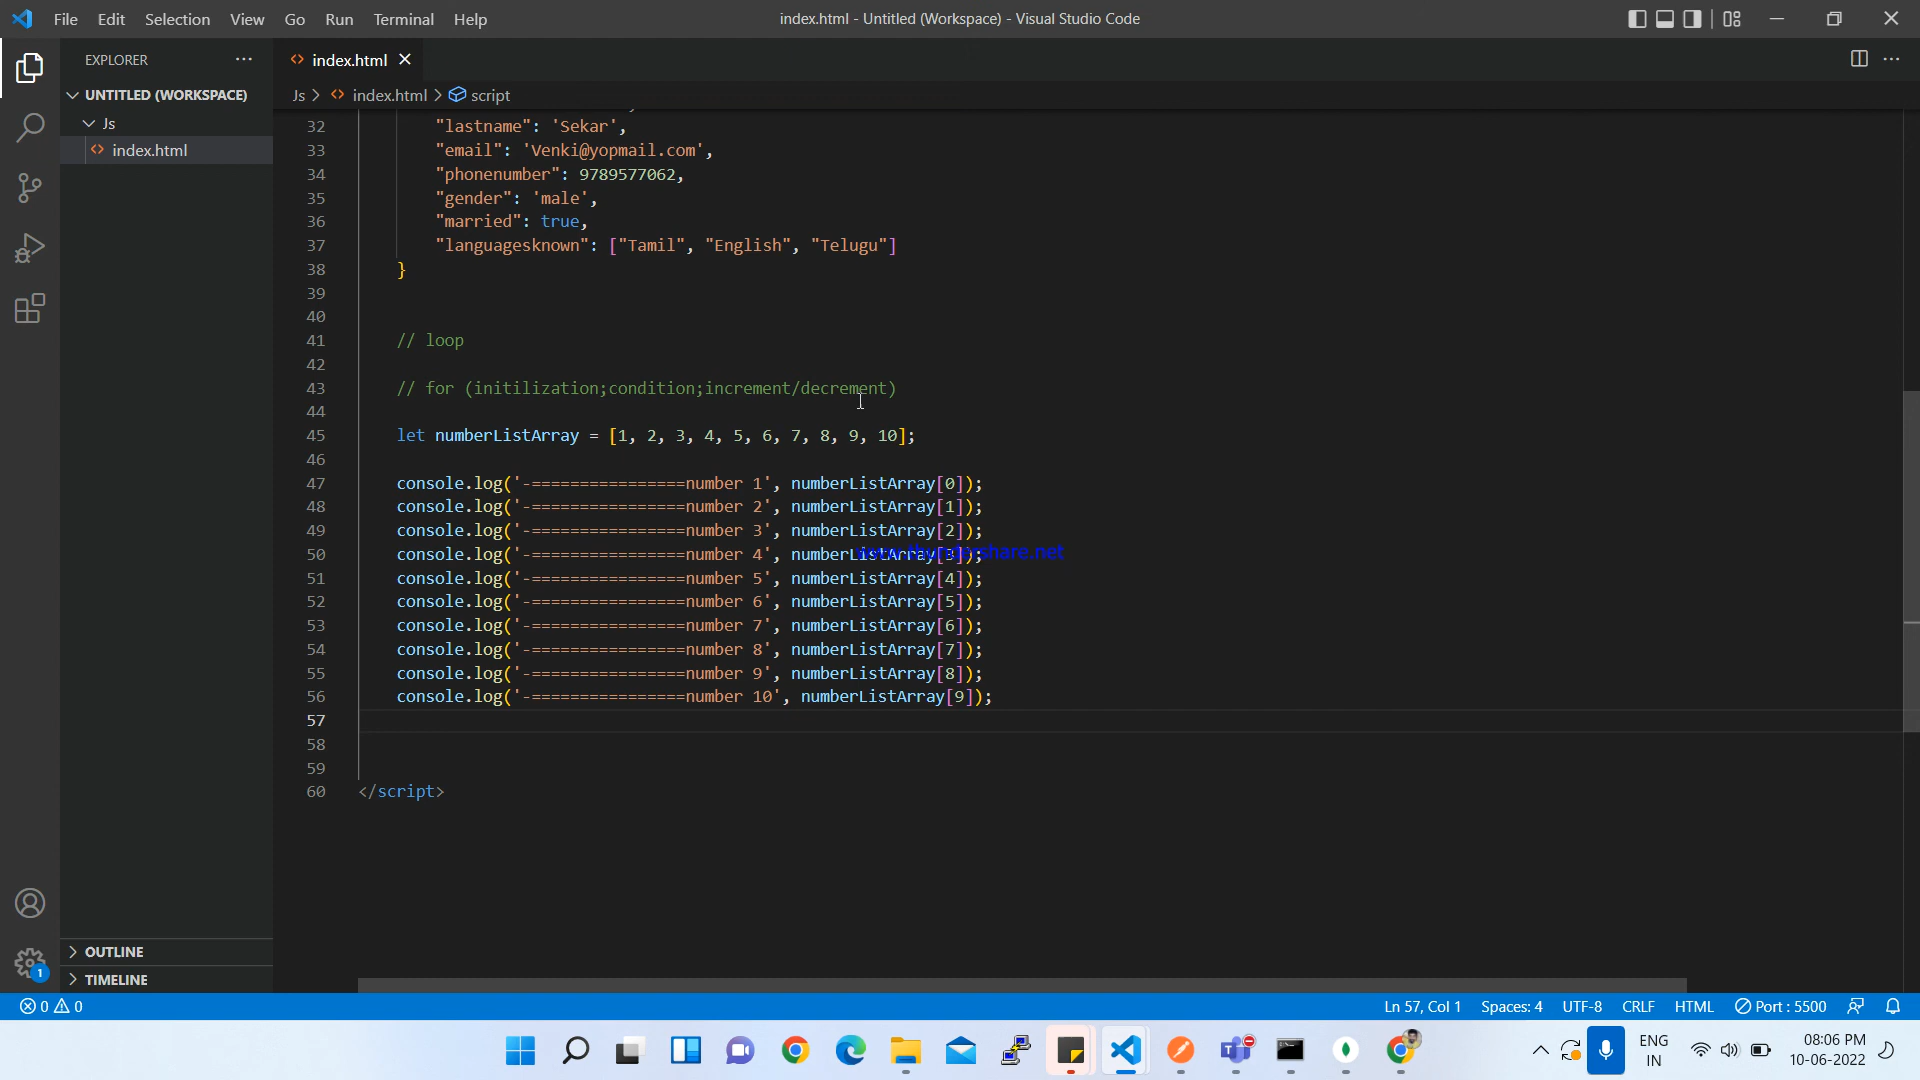 File Edit Selection View Go Run Terminal Help
index.html - Untitled (Workspace) - Visual Studio Code
EXPLORER
index.html
UNTITLED (WORKSPACE)
Js
index.html
Js > index.html > script
32 "lastname": 'Sekar',
33 "email": 'Venki@yopmail.com',
34 "phonenumber": 9789577062,
35 "gender": 'male',
36 "married": true,
37 "languagesknown": ["Tamil", "English", "Telugu"]
38 }
39
40
41 // loop
42
43 // for (initilization;condition;increment/decrement)
44
45 let numberListArray = [1, 2, 3, 4, 5, 6, 7, 8, 9, 10];
46
47 console.log('-================number 1', numberListArray[0]);
48 console.log('-================number 2', numberListArray[1]);
49 console.log('-================number 3', numberListArray[2]);
50 console.log('-================number 4', numberListArray[3]);
www.thundershare.net
51 console.log('-================number 5', numberListArray[4]);
52 console.log('-================number 6', numberListArray[5]);
53 console.log('-================number 7', numberListArray[6]);
54 console.log('-================number 8', numberListArray[7]);
55 console.log('-================number 9', numberListArray[8]);
56 console.log('-================number 10', numberListArray[9]);
57
58
59
60 </script>
OUTLINE
TIMELINE
1
0 0
Ln 57, Col 1 Spaces: 4 UTF-8 CRLF HTML Port : 5500
ENG
IN
08:06 PM
10-06-2022